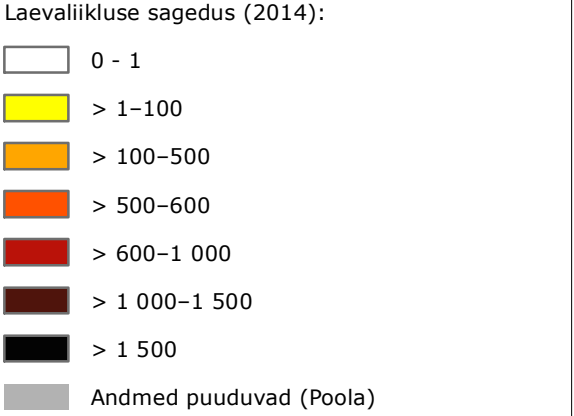 Laevaliikluse sagedus (2014):
0 - 1
> 1–100
> 100–500
> 500–600
> 600–1 000
> 1 000–1 500
> 1 500
Andmed puuduvad (Poola)